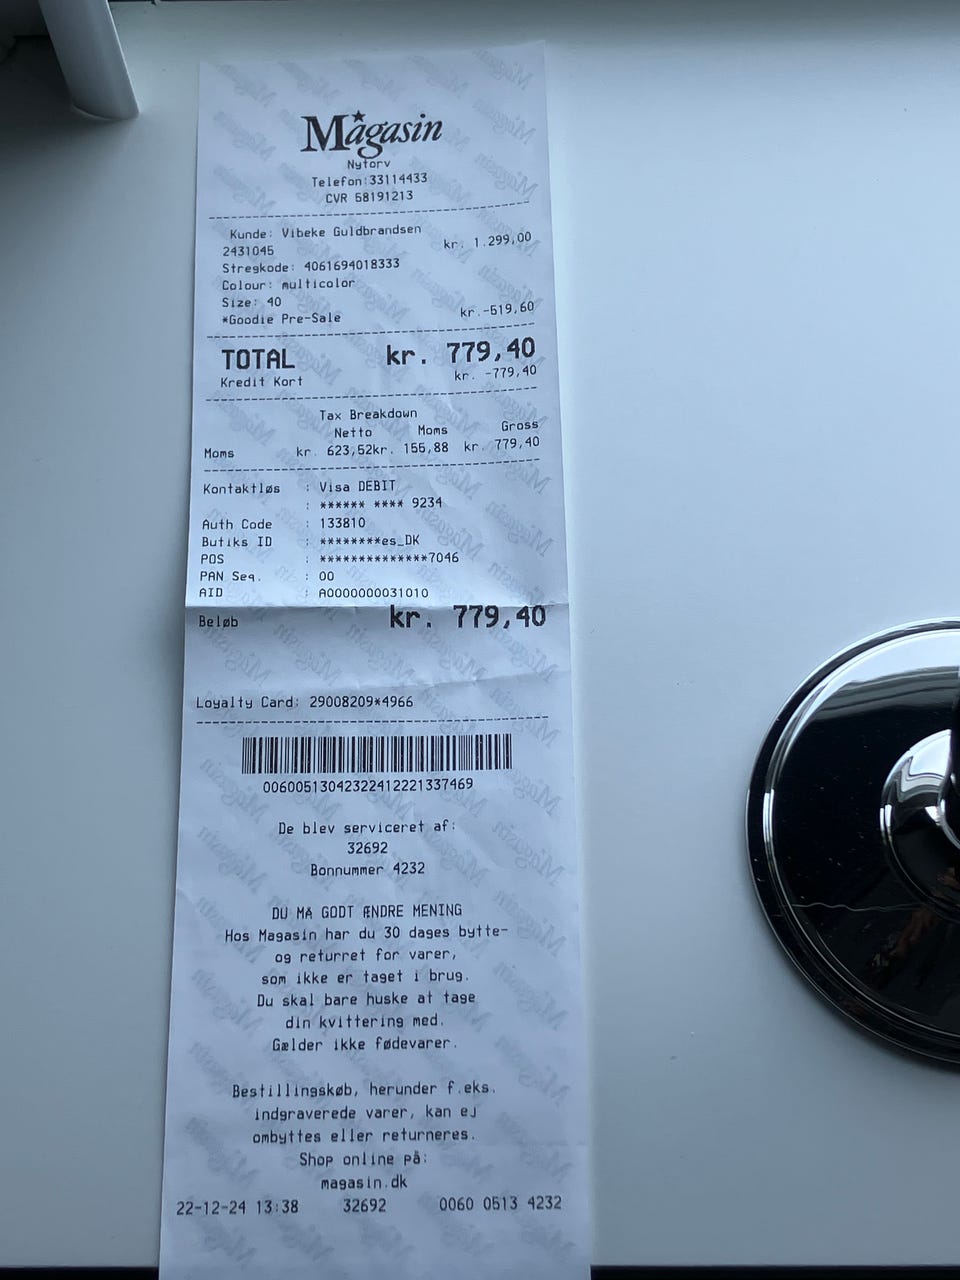 Magasin
Nytorv
Telefon:33114433
CVR 58191213
Kunde: Vibeke Guldbrandsen
2431045 kr. 1.299,00
Stregkode: 4061694018333
Colour: multicolor
Size: 40
*Goodie Pre-Sale kr.-519,60
TOTAL kr. 779,40
Kredit Kort kr. -779,40
Tax Breakdown
Netto Moms Gross
Moms kr. 623,52kr. 155,88 kr. 779,40
Kontaktløs : Visa DEBIT
: ****** **** 9234
Auth Code : 133810
Butiks ID : ********es_DK
POS : **************7046
PAN Seq. : 00
AID : A0000000031010
Beløb kr. 779,40
Loyalty Card: 29008209*4966
00600513042322412221337469
De blev serviceret af:
32692
Bonnummer 4232
DU MÅ GODT ÆNDRE MENING
Hos Magasin har du 30 dages bytte-
og returret for varer,
som ikke er taget i brug.
Du skal bare huske at tage
din kvittering med.
Gælder ikke fødevarer.
Bestillingskøb, herunder f.eks.
indgraverede varer, kan ej
ombyttes eller returneres.
Shop online på:
magasin.dk
22-12-24 13:38 32692 0060 0513 4232